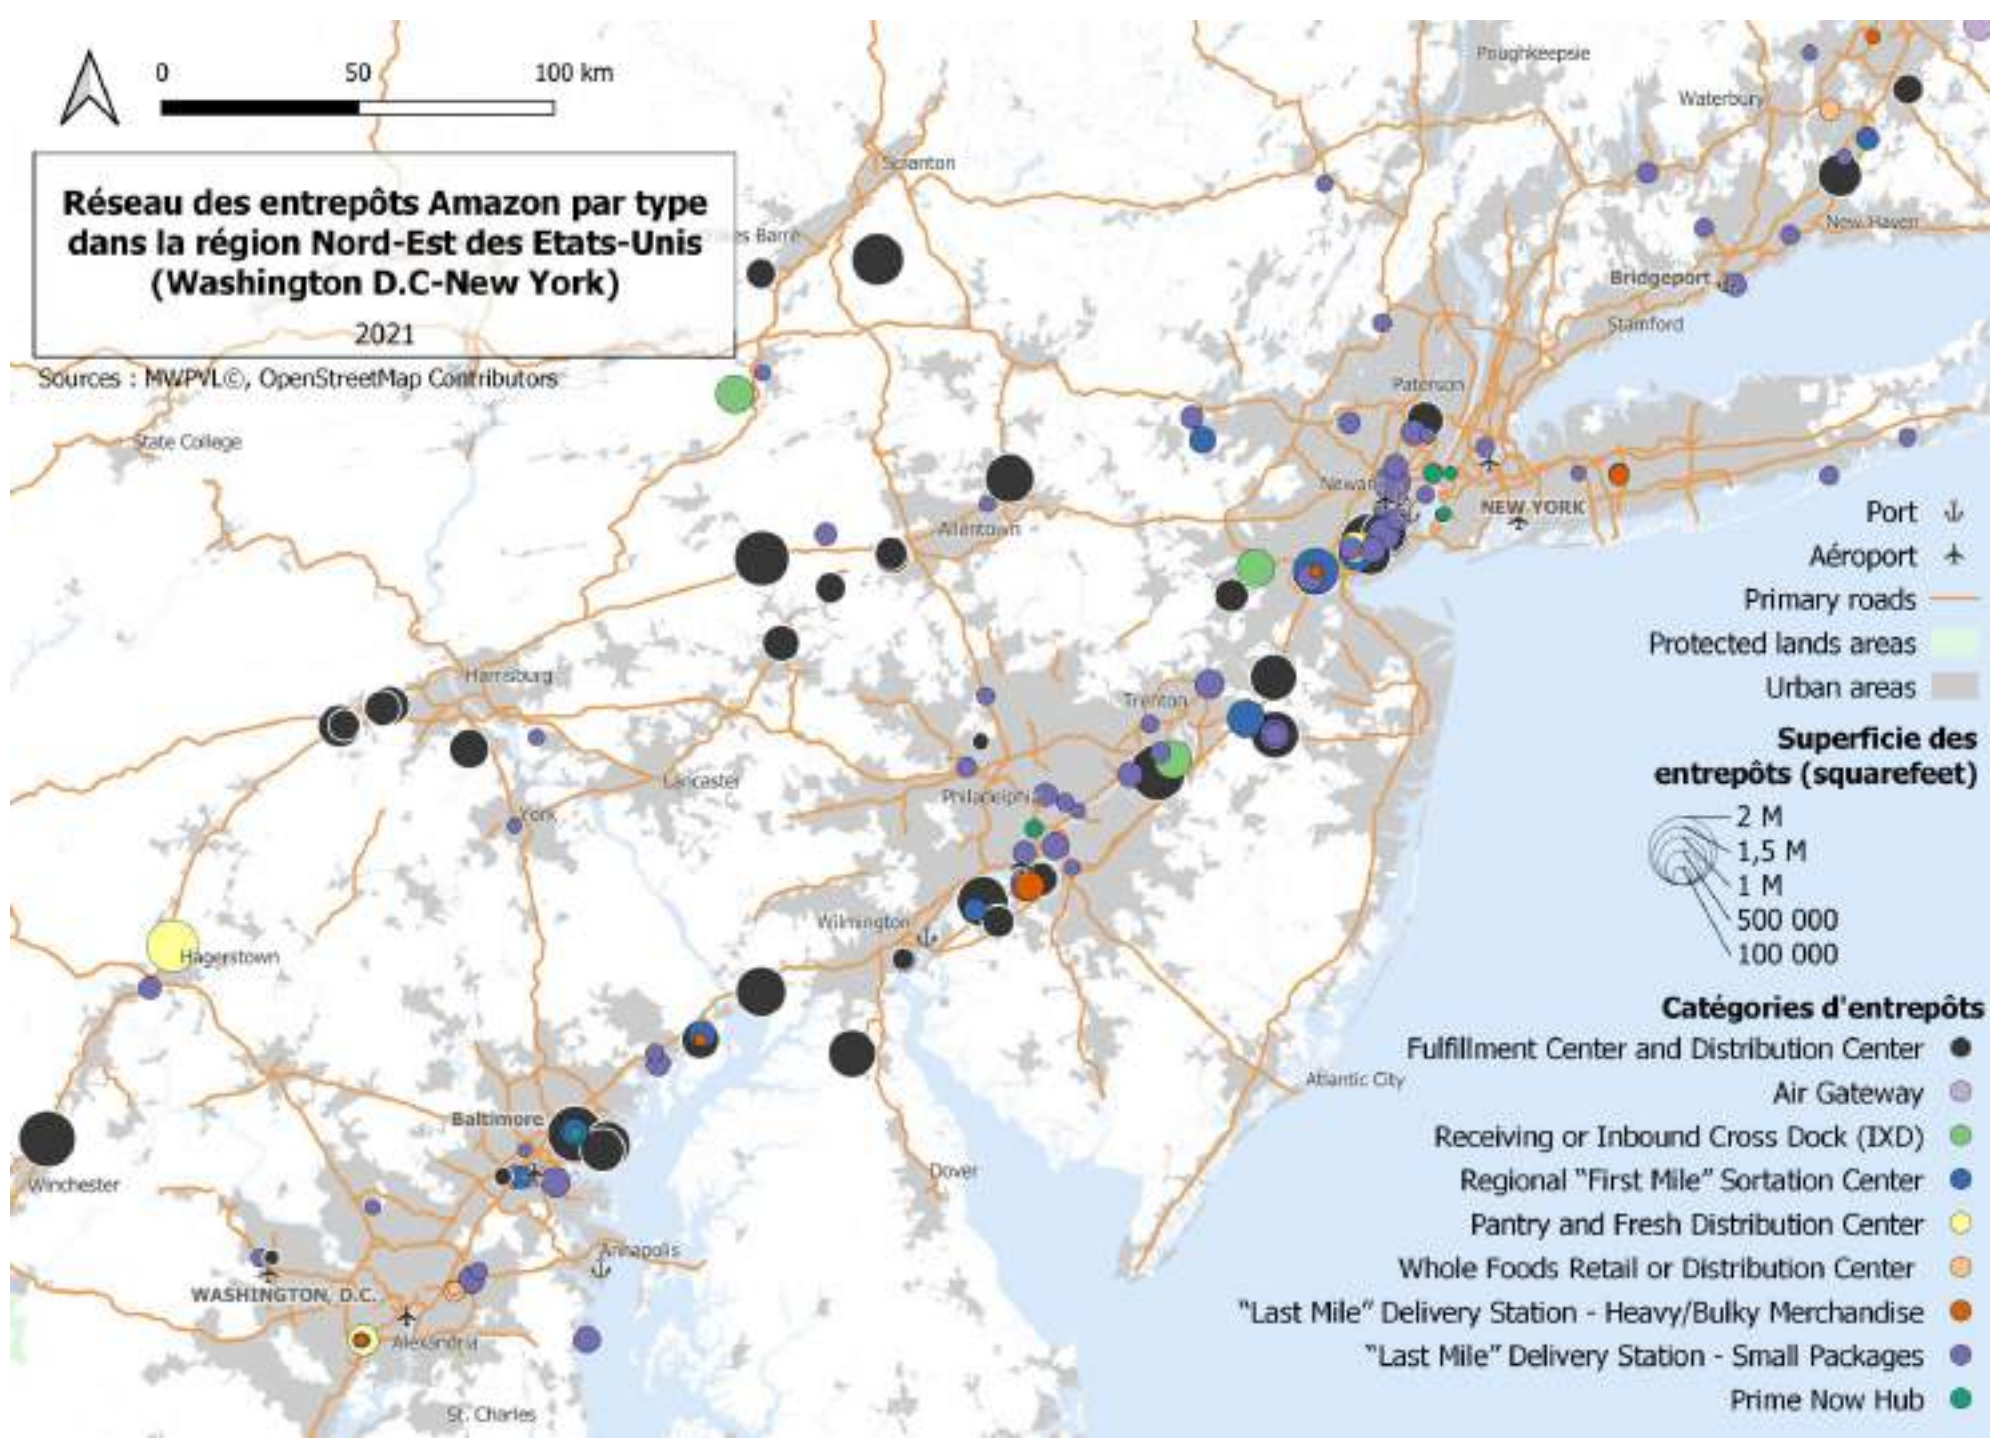 0 50 100 km
Réseau des entrepôts Amazon par type
dans la région Nord-Est des Etats-Unis
(Washington D.C-New York)
2021
Sources : MWPVL©, OpenStreetMap Contributors
Poughkeepsie
Waterbury
Scranton
es Barre
New Haven
Bridgeport
Stamford
Paterson
State College
Newar
NEW YORK
Allentown
Harrisburg
Trenton
Lancaster
Philadelphi
York
Wilmington
Hagerstown
Atlantic City
Baltimore
Dover
Winchester
Annapolis
WASHINGTON, D.C.
Alexandria
St. Charles
Port
Aéroport
Primary roads
Protected lands areas
Urban areas
Superficie des
entrepôts (squarefeet)
2 M
1,5 M
1 M
500 000
100 000
Catégories d'entrepôts
Fulfillment Center and Distribution Center
Air Gateway
Receiving or Inbound Cross Dock (IXD)
Regional “First Mile” Sortation Center
Pantry and Fresh Distribution Center
Whole Foods Retail or Distribution Center
“Last Mile” Delivery Station - Heavy/Bulky Merchandise
“Last Mile” Delivery Station - Small Packages
Prime Now Hub